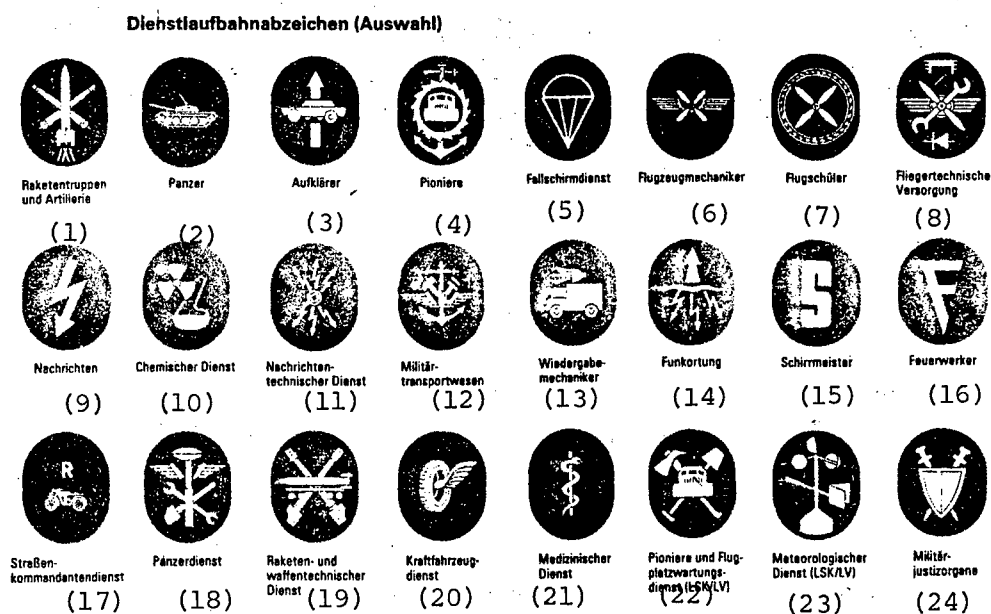 Dienstlaufbahnabzeichen (Auswahl)
Raketentruppen
und Artillerie
Panzer
Aufklärer
Pioniere
Fallschirmdienst
Flugzeugmechaniker
Flugschüler
Fliegertechnische
Versorgung
(1)
(2)
(3)
(4)
(5)
(6)
(7)
(8)
S
F
Nachrichten
Chemischer Dienst
Nachrichten-
technischer Dienst
Militär-
transportwesen
Wiedergabe-
mechaniker
Funkortung
Schirrmeister
Feuerwerker
(9)
(10)
(11)
(12)
(13)
(14)
(15)
(16)
R
Straßen-
kommandantendienst
Panzerdienst
Raketen- und
waffentechnischer
Dienst
Kraftfahrzeug-
dienst
Medizinischer
Dienst
Pioniere und Flug-
platzwartungs-
dienst (LSK/LV)
Meteorologischer
Dienst (LSK/LV)
Militär-
justizorgane
(17)
(18)
(19)
(20)
(21)
(22)
(23)
(24)